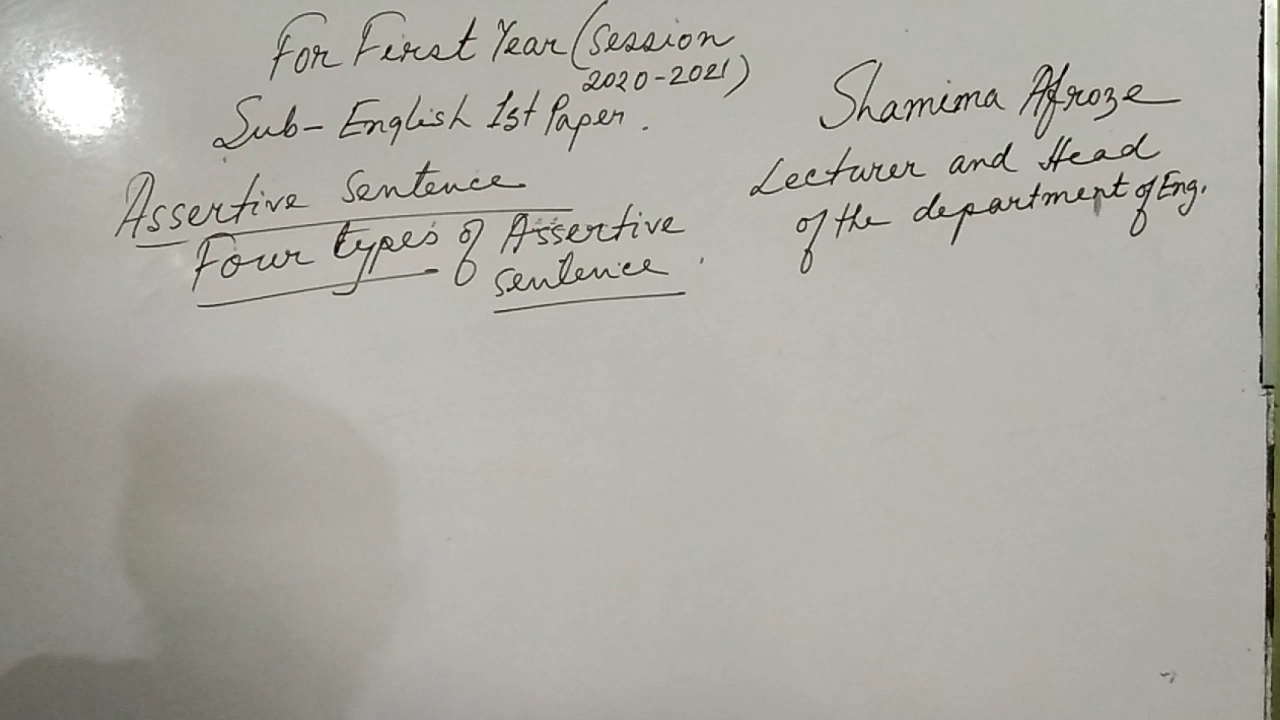 For First Year (Session
2020-2021)
Sub- English 1st Paper.
Assertive Sentence
Four types of Assertive
sentence.
Shamima Afroze
Lecturer and Head
of the department of Eng.